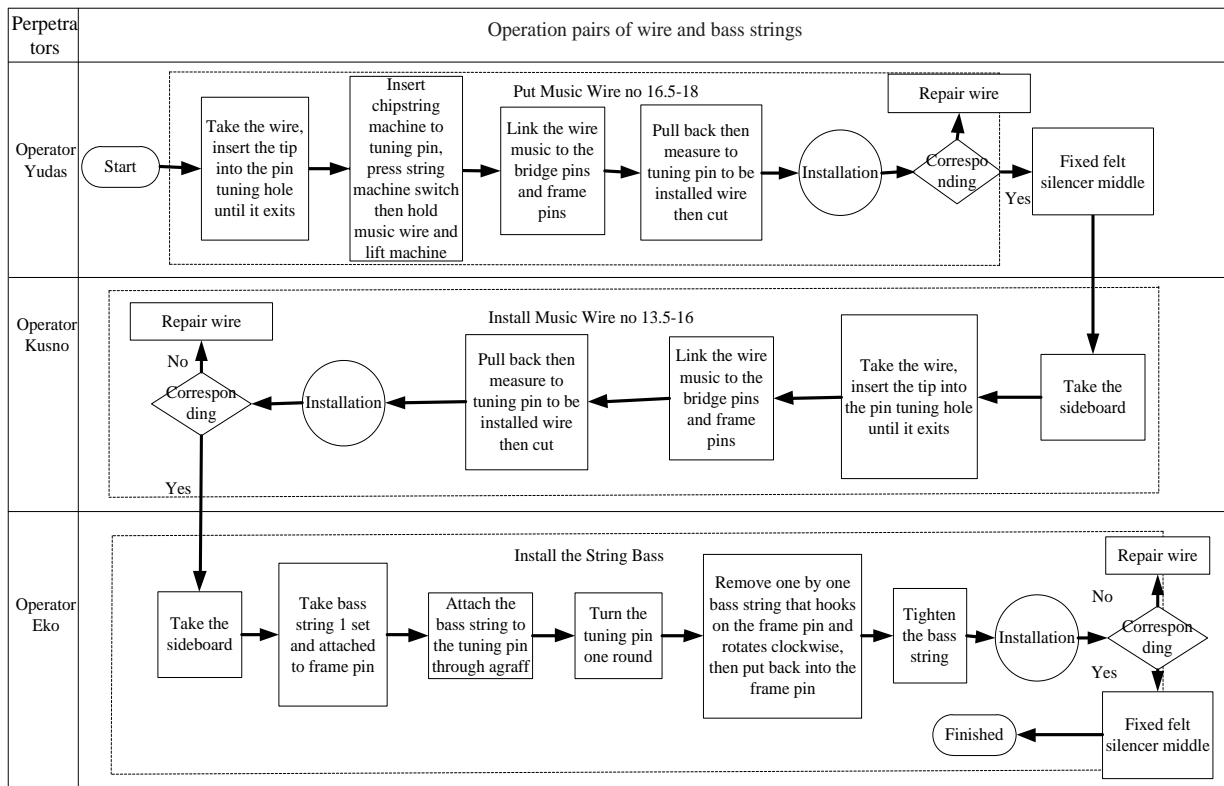 Perpetra
tors
Operation pairs of wire and bass strings
Operator
Yudas
Put Music Wire no 16.5-18
Start
Take the wire,
insert the tip
into the pin
tuning hole
until it exits
Insert
chipstring
machine to
tuning pin,
press string
machine switch
then hold
music wire and
lift machine
Link the wire
music to the
bridge pins
and frame
pins
Pull back then
measure to
tuning pin to be
installed wire
then cut
Installation
Correspo
nding
Repair wire
Yes
Fixed felt
silencer middle
Operator
Kusno
Install Music Wire no 13.5-16
Take the
sideboard
Take the wire,
insert the tip into
the pin tuning hole
until it exits
Link the wire
music to the
bridge pins
and frame
pins
Pull back then
measure to
tuning pin to be
installed wire
then cut
Installation
Correspon
ding
No
Repair wire
Yes
Operator
Eko
Install the String Bass
Take the
sideboard
Take bass
string 1 set
and attached
to frame pin
Attach the
bass string to
the tuning pin
through agraff
Turn the
tuning pin
one round
Remove one by one
bass string that hooks
on the frame pin and
rotates clockwise,
then put back into the
frame pin
Tighten
the bass
string
Installation
Correspon
ding
No
Repair wire
Yes
Fixed felt
silencer middle
Finished